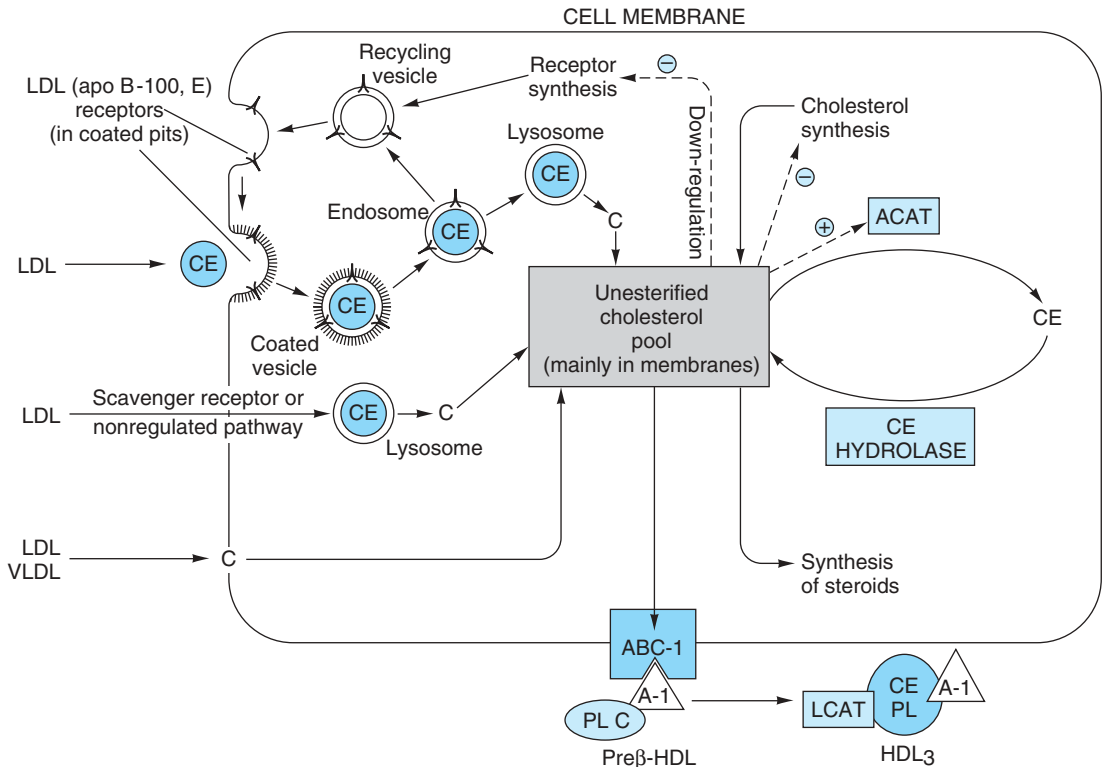 CELL MEMBRANE
LDL (apo B-100, E)
receptors
(in coated pits)
Recycling
vesicle
Receptor
synthesis
−
Down-regulation
Cholesterol
synthesis
−
+
ACAT
Lysosome
CE
C
Endosome
CE
LDL
CE
CE
Coated
vesicle
Unesterified
cholesterol
pool
(mainly in membranes)
CE
CE
HYDROLASE
LDL
Scavenger receptor or
nonregulated pathway
CE
C
Lysosome
LDL
VLDL
C
Synthesis
of steroids
ABC-1
A-1
PL C
Preβ-HDL
LCAT
CE
PL
A-1
HDL3